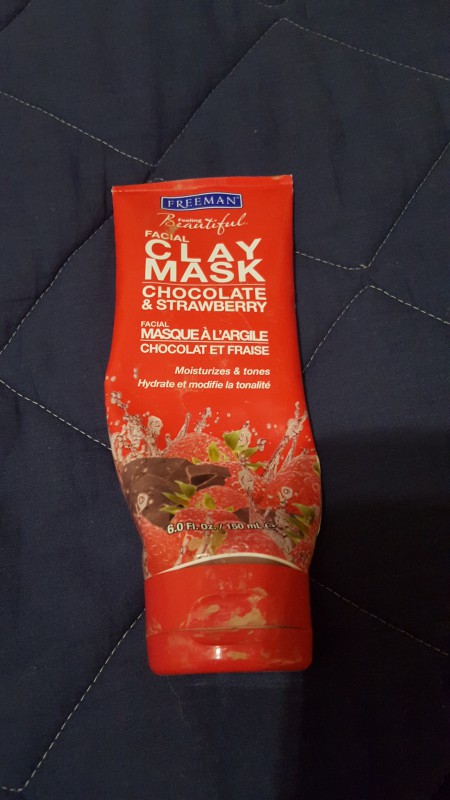 FREEMAN
Feeling
Beautiful
FACIAL
CLAY
MASK
CHOCOLATE
& STRAWBERRY
FACIAL
MASQUE À L'ARGILE
CHOCOLAT ET FRAISE
Moisturizes & tones
Hydrate et modifie la tonalité
6.0 Fl. Oz. / 150 mL e